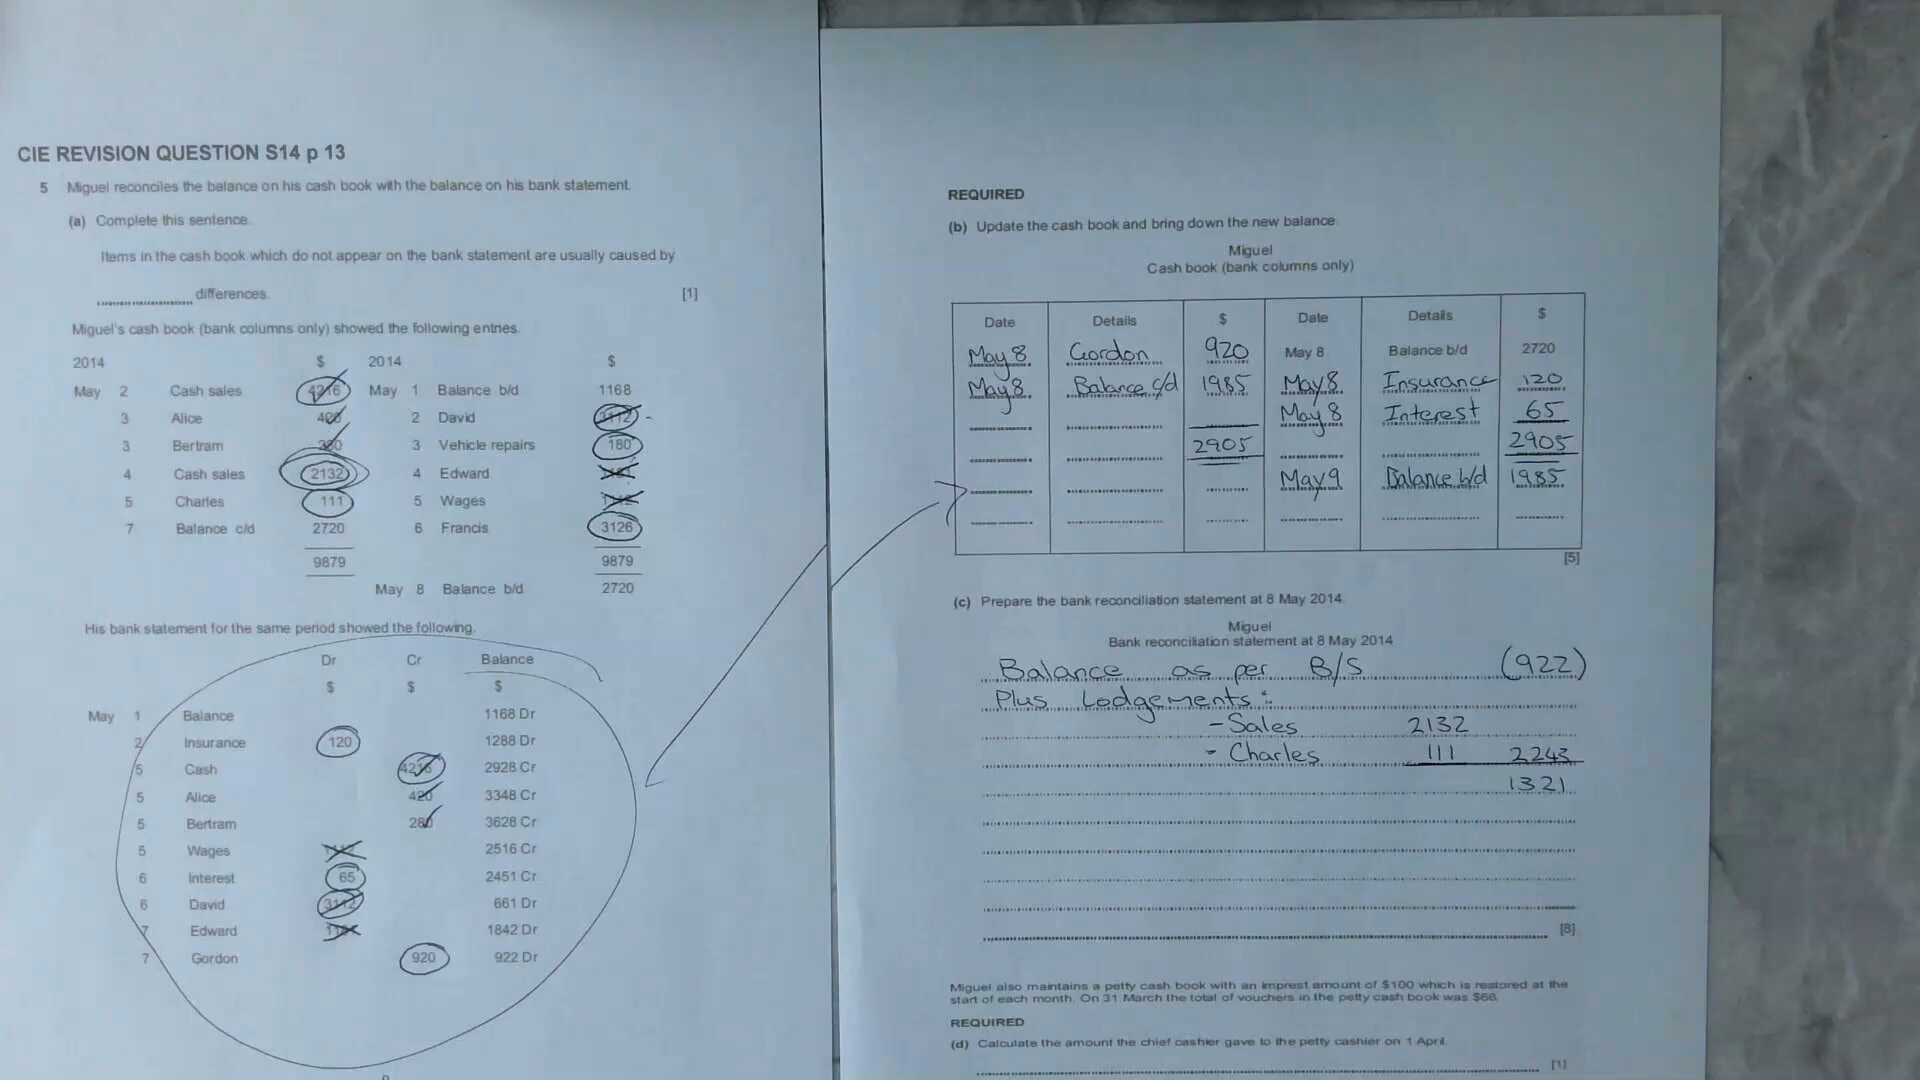 CIE REVISION QUESTION S14 p 13
5 Miguel reconciles the balance on his cash book with the balance on his bank statement.
(a) Complete this sentence.
Items in the cash book which do not appear on the bank statement are usually caused by
differences. [1]
Miguel's cash book (bank columns only) showed the following entries.
2014 $ 2014 $
May 2 Cash sales 4216 May 1 Balance b/d 1168
3 Alice 420 2 David 3112
3 Bertram 280 3 Vehicle repairs 180
4 Cash sales 2132 4 Edward
5 Charles 111 5 Wages
7 Balance c/d 2720 6 Francis 3126
9879 9879
May 8 Balance b/d 2720
His bank statement for the same period showed the following.
Dr Cr Balance
$ $ $
May 1 Balance 1168 Dr
2 Insurance 120 1288 Dr
5 Cash 4216 2928 Cr
5 Alice 420 3348 Cr
5 Bertram 280 3628 Cr
5 Wages 2516 Cr
6 Interest 65 2451 Cr
6 David 3112 661 Dr
7 Edward 1842 Dr
7 Gordon 920 922 Dr
REQUIRED
(b) Update the cash book and bring down the new balance.
Miguel
Cash book (bank columns only)
Date Details $ Date Details $
May 8 Gordon 920 May 8 Balance b/d 2720
May 8 Balance c/d 1985 May 8 Insurance 120
May 8 Interest 65
2905 2905
May 9 Balance b/d 1985
[5]
(c) Prepare the bank reconciliation statement at 8 May 2014.
Miguel
Bank reconciliation statement at 8 May 2014
Balance as per B/S (922)
Plus Lodgements:
- Sales 2132
- Charles 111 2243
1321
[8]
Miguel also maintains a petty cash book with an imprest amount of $100 which is restored at the
start of each month. On 31 March the total of vouchers in the petty cash book was $66.
REQUIRED
(d) Calculate the amount the chief cashier gave to the petty cashier on 1 April.
[1]